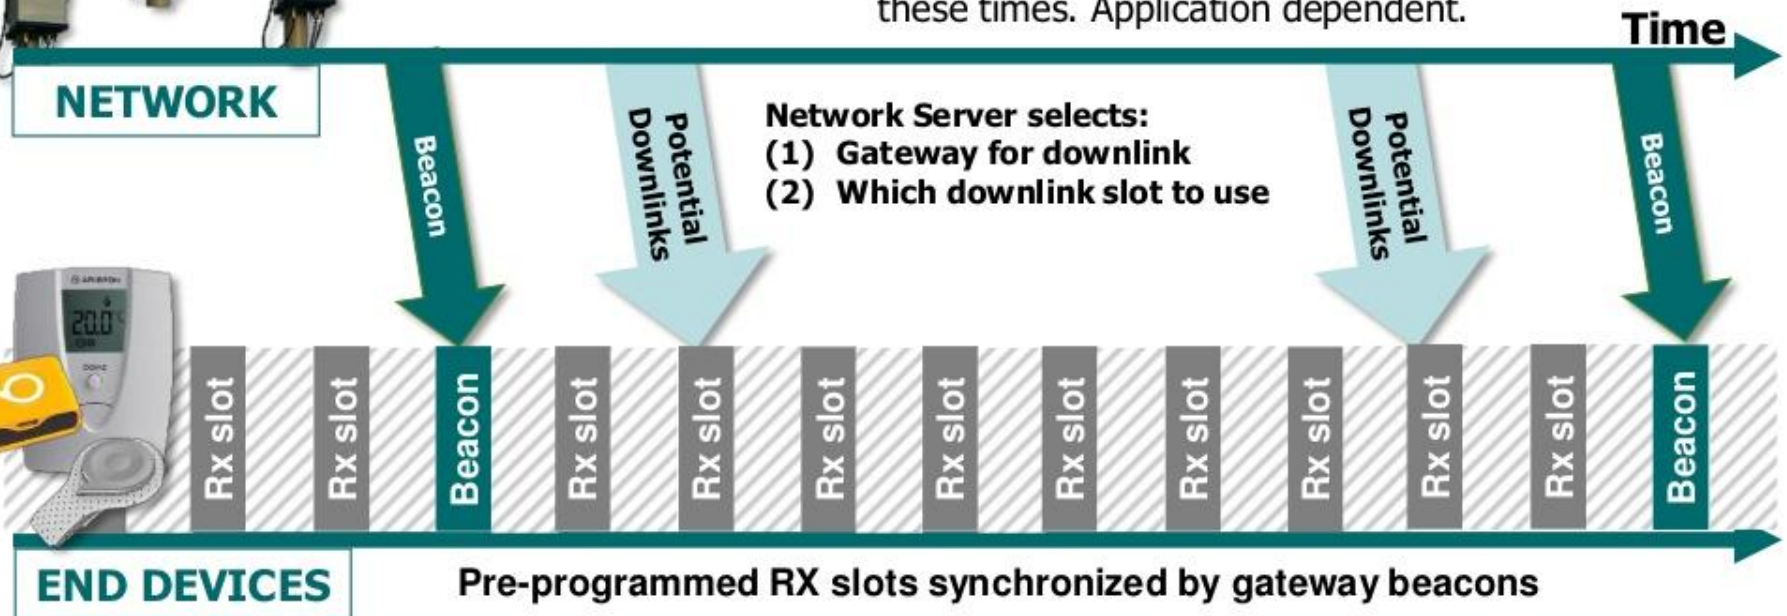 these times. Application dependent.
Time
NETWORK
Beacon
Potential
Downlinks
Network Server selects:
(1) Gateway for downlink
(2) Which downlink slot to use
Potential
Downlinks
Beacon
20.0
Rx slot
Rx slot
Beacon
Rx slot
Rx slot
Rx slot
Rx slot
Rx slot
Rx slot
Rx slot
Rx slot
Rx slot
Beacon
END DEVICES
Pre-programmed RX slots synchronized by gateway beacons